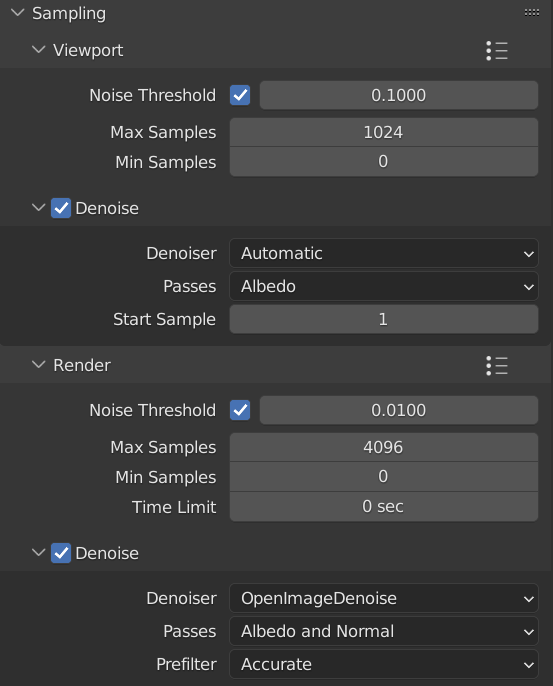 Sampling
Viewport
Noise Threshold 0.1000
Max Samples 1024
Min Samples 0
Denoise
Denoiser Automatic
Passes Albedo
Start Sample 1
Render
Noise Threshold 0.0100
Max Samples 4096
Min Samples 0
Time Limit 0 sec
Denoise
Denoiser OpenImageDenoise
Passes Albedo and Normal
Prefilter Accurate